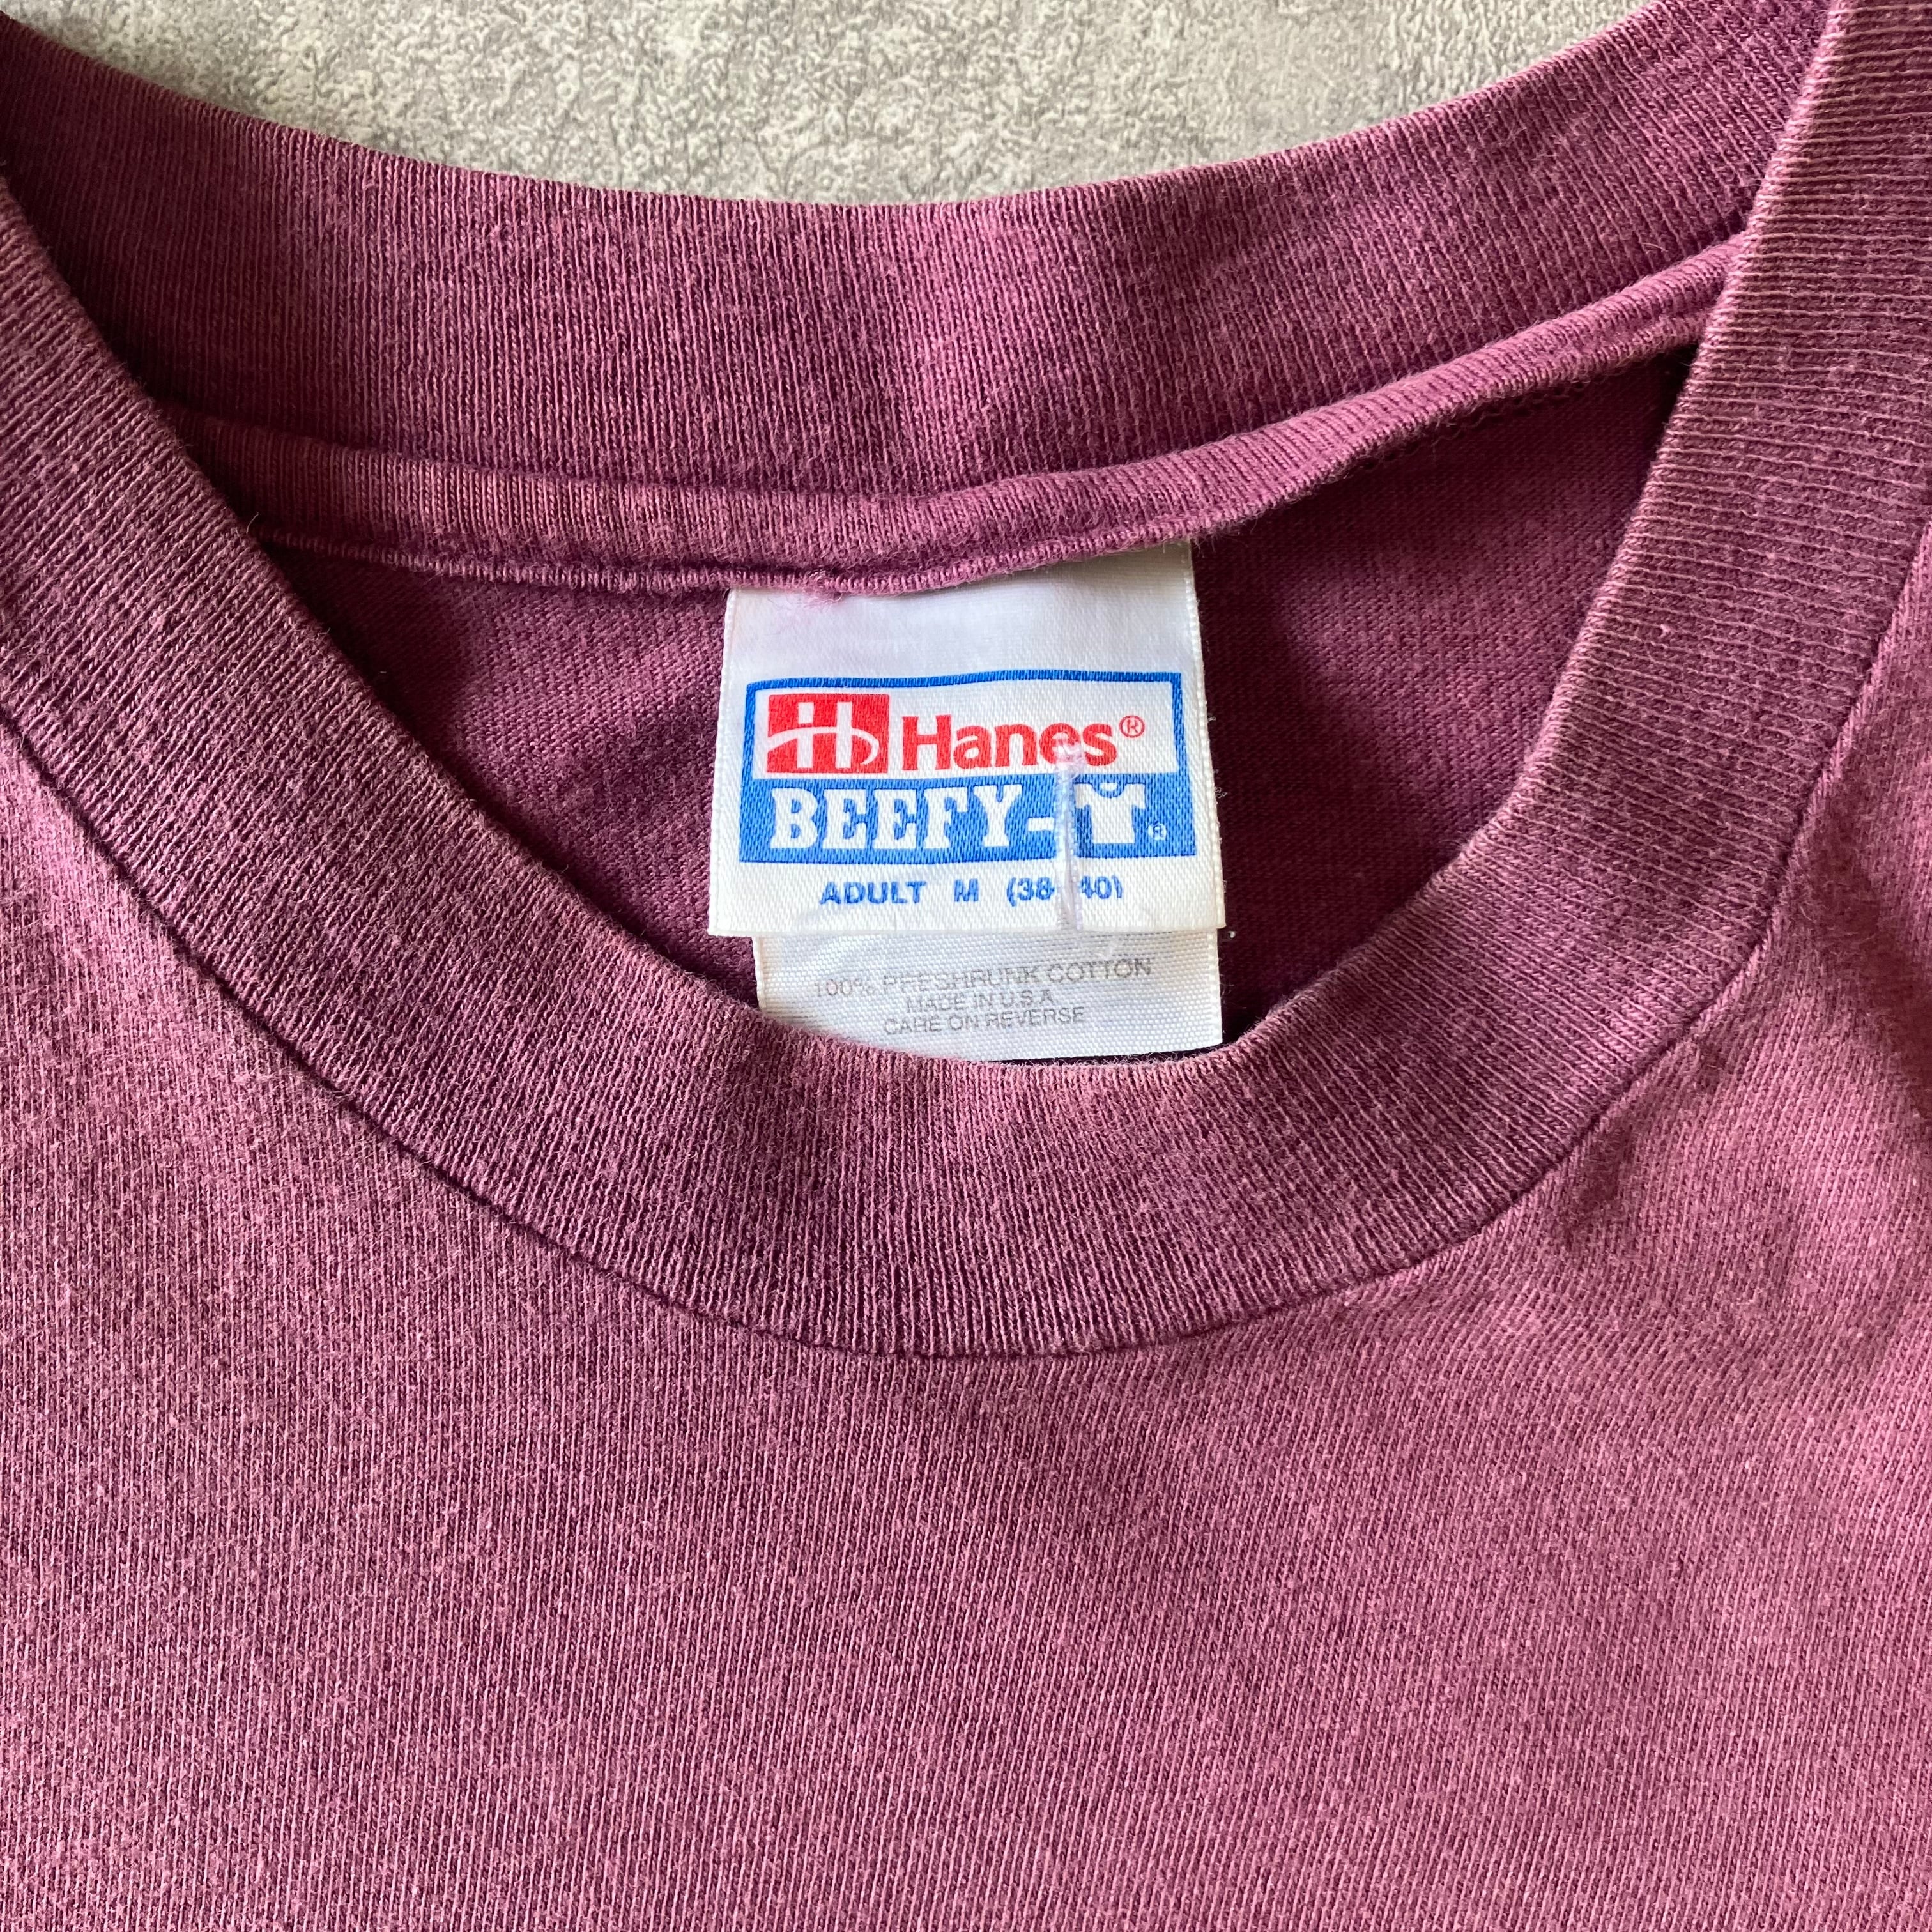 H Hanes®
BEEFY-T®
ADULT M (38-40)
100% PRESHRUNK COTTON
MADE IN U.S.A.
CARE ON REVERSE